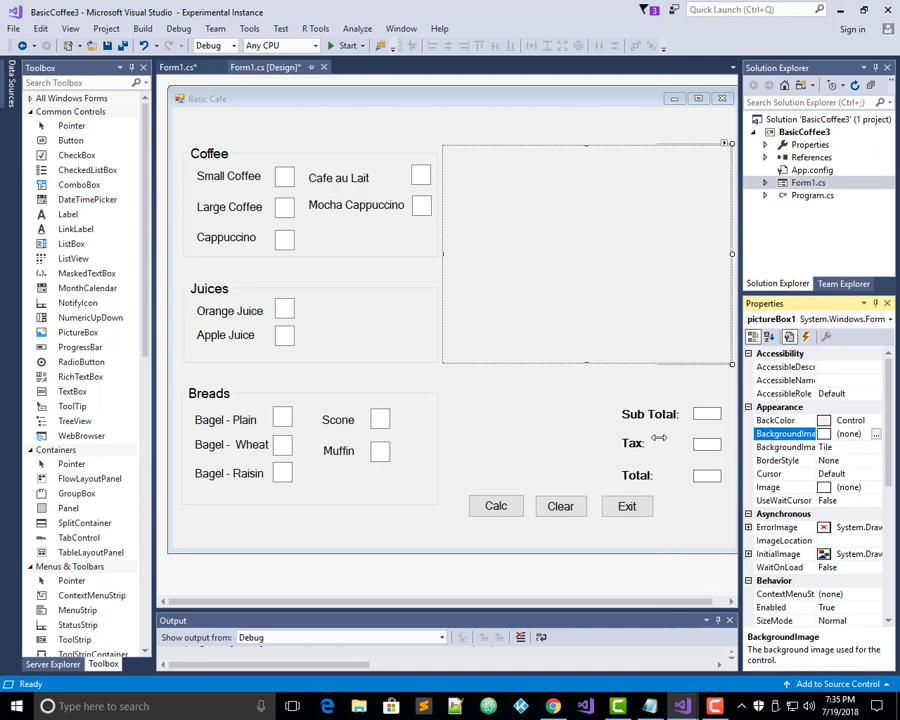 BasicCoffee3 - Microsoft Visual Studio - Experimental Instance
3
Quick Launch (Ctrl+;)
File Edit View Project Build Debug Team Tools Test R Tools Analyze Window Help
Sign in
Debug Any CPU Start
Data Sources
Toolbox
Search Toolbox
All Windows Forms
Common Controls
Pointer
Button
CheckBox
CheckedListBox
ComboBox
DateTimePicker
Label
LinkLabel
ListBox
ListView
MaskedTextBox
MonthCalendar
NotifyIcon
NumericUpDown
PictureBox
ProgressBar
RadioButton
RichTextBox
TextBox
ToolTip
TreeView
WebBrowser
Containers
Pointer
FlowLayoutPanel
GroupBox
Panel
SplitContainer
TabControl
TableLayoutPanel
Menus & Toolbars
Pointer
ContextMenuStrip
MenuStrip
StatusStrip
ToolStrip
ToolStripContainer
Server Explorer Toolbox
Form1.cs* Form1.cs [Design]*
Basic Cafe
Coffee
Small Coffee Cafe au Lait
Large Coffee Mocha Cappuccino
Cappuccino
Juices
Orange Juice
Apple Juice
Breads
Bagel - Plain Scone
Bagel - Wheat Muffin
Bagel - Raisin
Sub Total:
Tax:
Total:
Calc Clear Exit
Output
Show output from: Debug
Solution Explorer
Search Solution Explorer (Ctrl+;)
Solution 'BasicCoffee3' (1 project)
BasicCoffee3
Properties
References
App.config
Form1.cs
Program.cs
Solution Explorer Team Explorer
Properties
pictureBox1 System.Windows.Form
Accessibility
AccessibleDescr
AccessibleName
AccessibleRole Default
Appearance
BackColor Control
BackgroundIma (none) ...
BackgroundIma Tile
BorderStyle None
Cursor Default
Image (none)
UseWaitCursor False
Asynchronous
ErrorImage System.Draw
ImageLocation
InitialImage System.Draw
WaitOnLoad False
Behavior
ContextMenuSt (none)
Enabled True
SizeMode Normal
BackgroundImage
The background image used for the control.
Ready
Add to Source Control
Type here to search
7:35 PM
7/19/2018